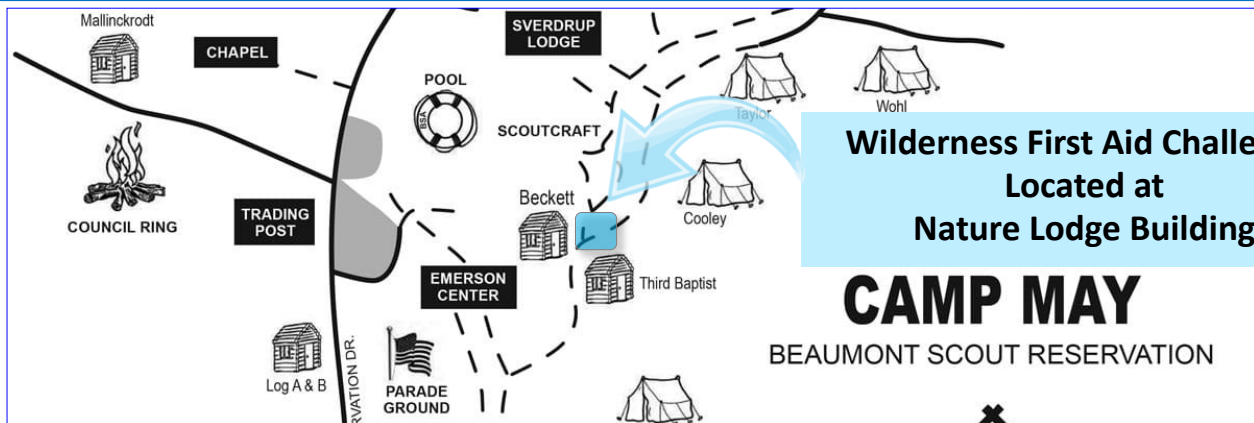 Mallinckrodt
CHAPEL
SVERDRUP
LODGE
POOL
BSA
SCOUTCRAFT
Taylor
Wohl
Wilderness First Aid Challe
Located at
Nature Lodge Building
COUNCIL RING
TRADING
POST
Beckett
Cooley
EMERSON
CENTER
Third Baptist
CAMP MAY
BEAUMONT SCOUT RESERVATION
Log A & B
RVATION DR.
PARADE
GROUND